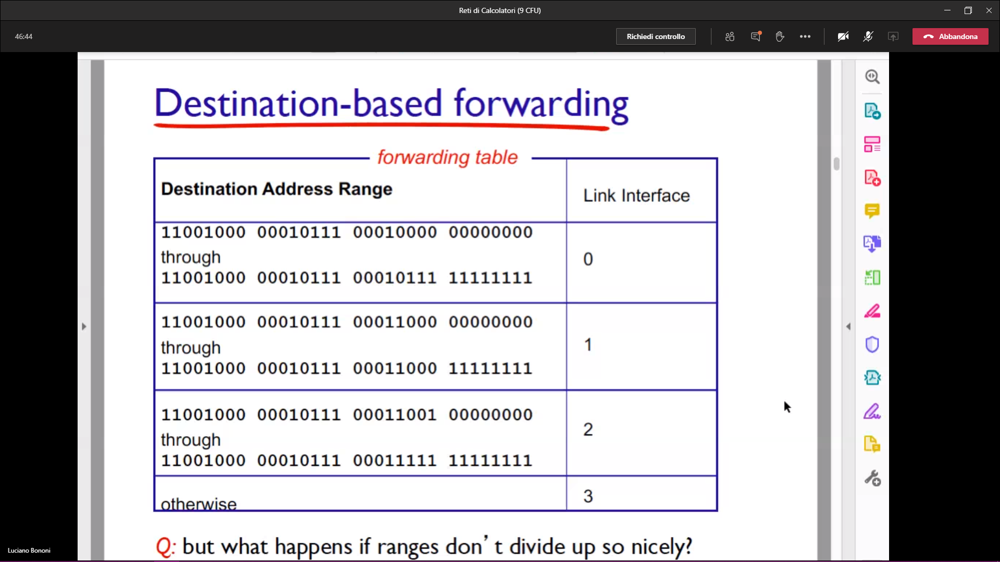 Reti di Calcolatori (9 CFU)
46:44
Richiedi controllo
Abbandona
Destination-based forwarding
forwarding table
Destination Address Range
Link Interface
11001000 00010111 00010000 00000000
through
11001000 00010111 00010111 11111111
0
11001000 00010111 00011000 00000000
through
11001000 00010111 00011000 11111111
1
11001000 00010111 00011001 00000000
through
11001000 00010111 00011111 11111111
2
otherwise
3
Q: but what happens if ranges don’t divide up so nicely?
Luciano Bononi